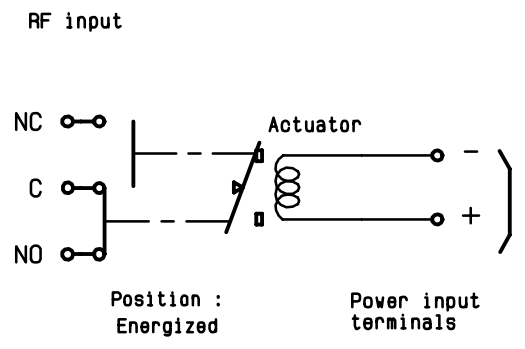 RF input
NC
Actuator
-
C
+
NO
Position :
Energized
Power input
terminals